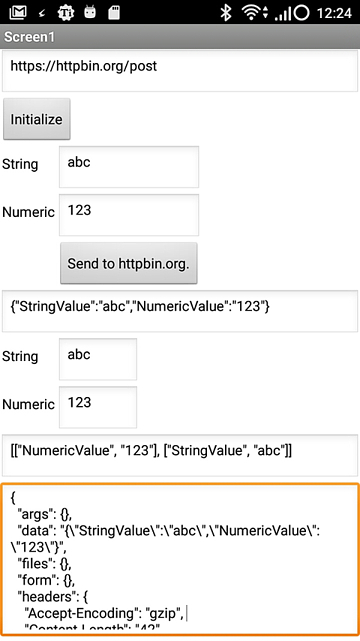 12:24
Screen1
https://httpbin.org/post
Initialize
String abc
Numeric 123
Send to httpbin.org.
{"StringValue":"abc","NumericValue":"123"}
String abc
Numeric 123
[["NumericValue", "123"], ["StringValue", "abc"]]
{
"args": {},
"data": "{\"StringValue\":\"abc\",\"NumericValue\":
\"123\"}",
"files": {},
"form": {},
"headers": {
"Accept-Encoding": "gzip",
"Content-Length": "42"